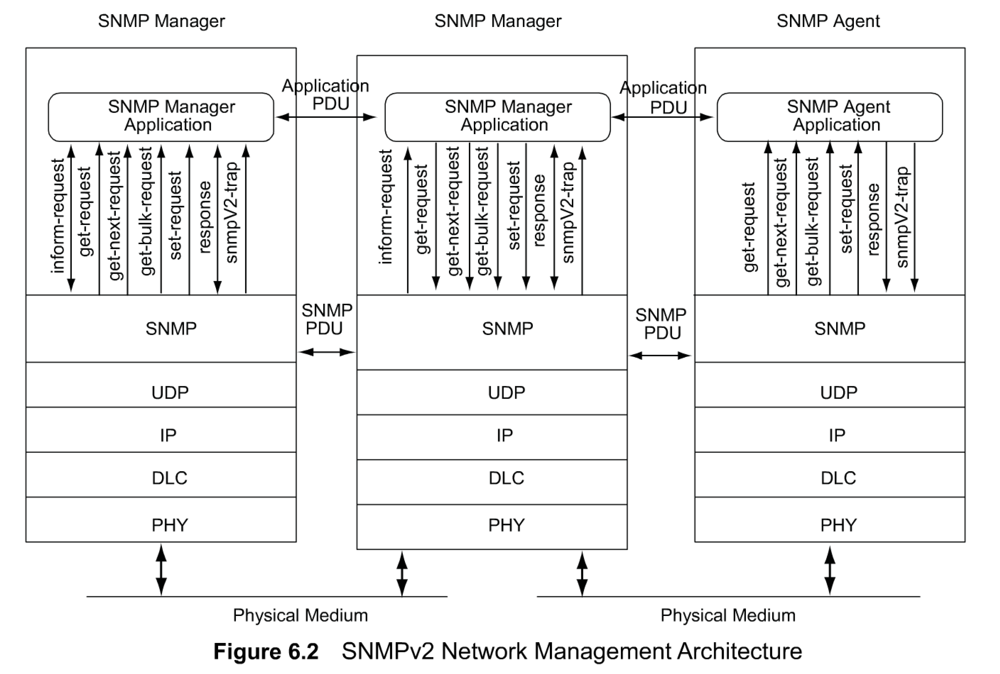 SNMP Manager
SNMP Manager
SNMP Agent
Application
PDU
Application
PDU
SNMP Manager
Application
SNMP Manager
Application
SNMP Agent
Application
inform-request
get-request
get-next-request
get-bulk-request
set-request
response
snmpV2-trap
inform-request
get-request
get-next-request
get-bulk-request
set-request
response
snmpV2-trap
get-request
get-next-request
get-bulk-request
set-request
response
snmpV2-trap
SNMP
SNMP
PDU
SNMP
SNMP
PDU
SNMP
UDP
UDP
UDP
IP
IP
IP
DLC
DLC
DLC
PHY
PHY
PHY
Physical Medium
Physical Medium
Figure 6.2 SNMPv2 Network Management Architecture